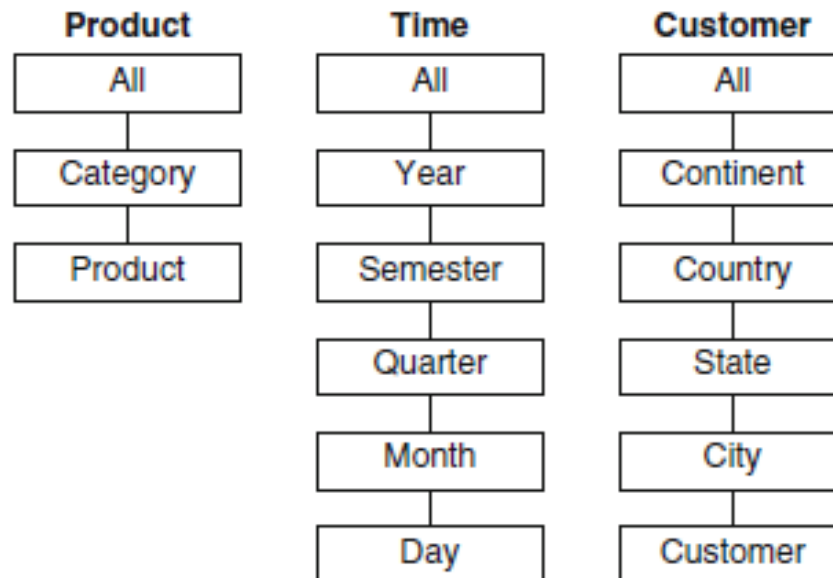 Product Time Customer
All All All
Category Year Continent
Product Semester Country
Quarter State
Month City
Day Customer